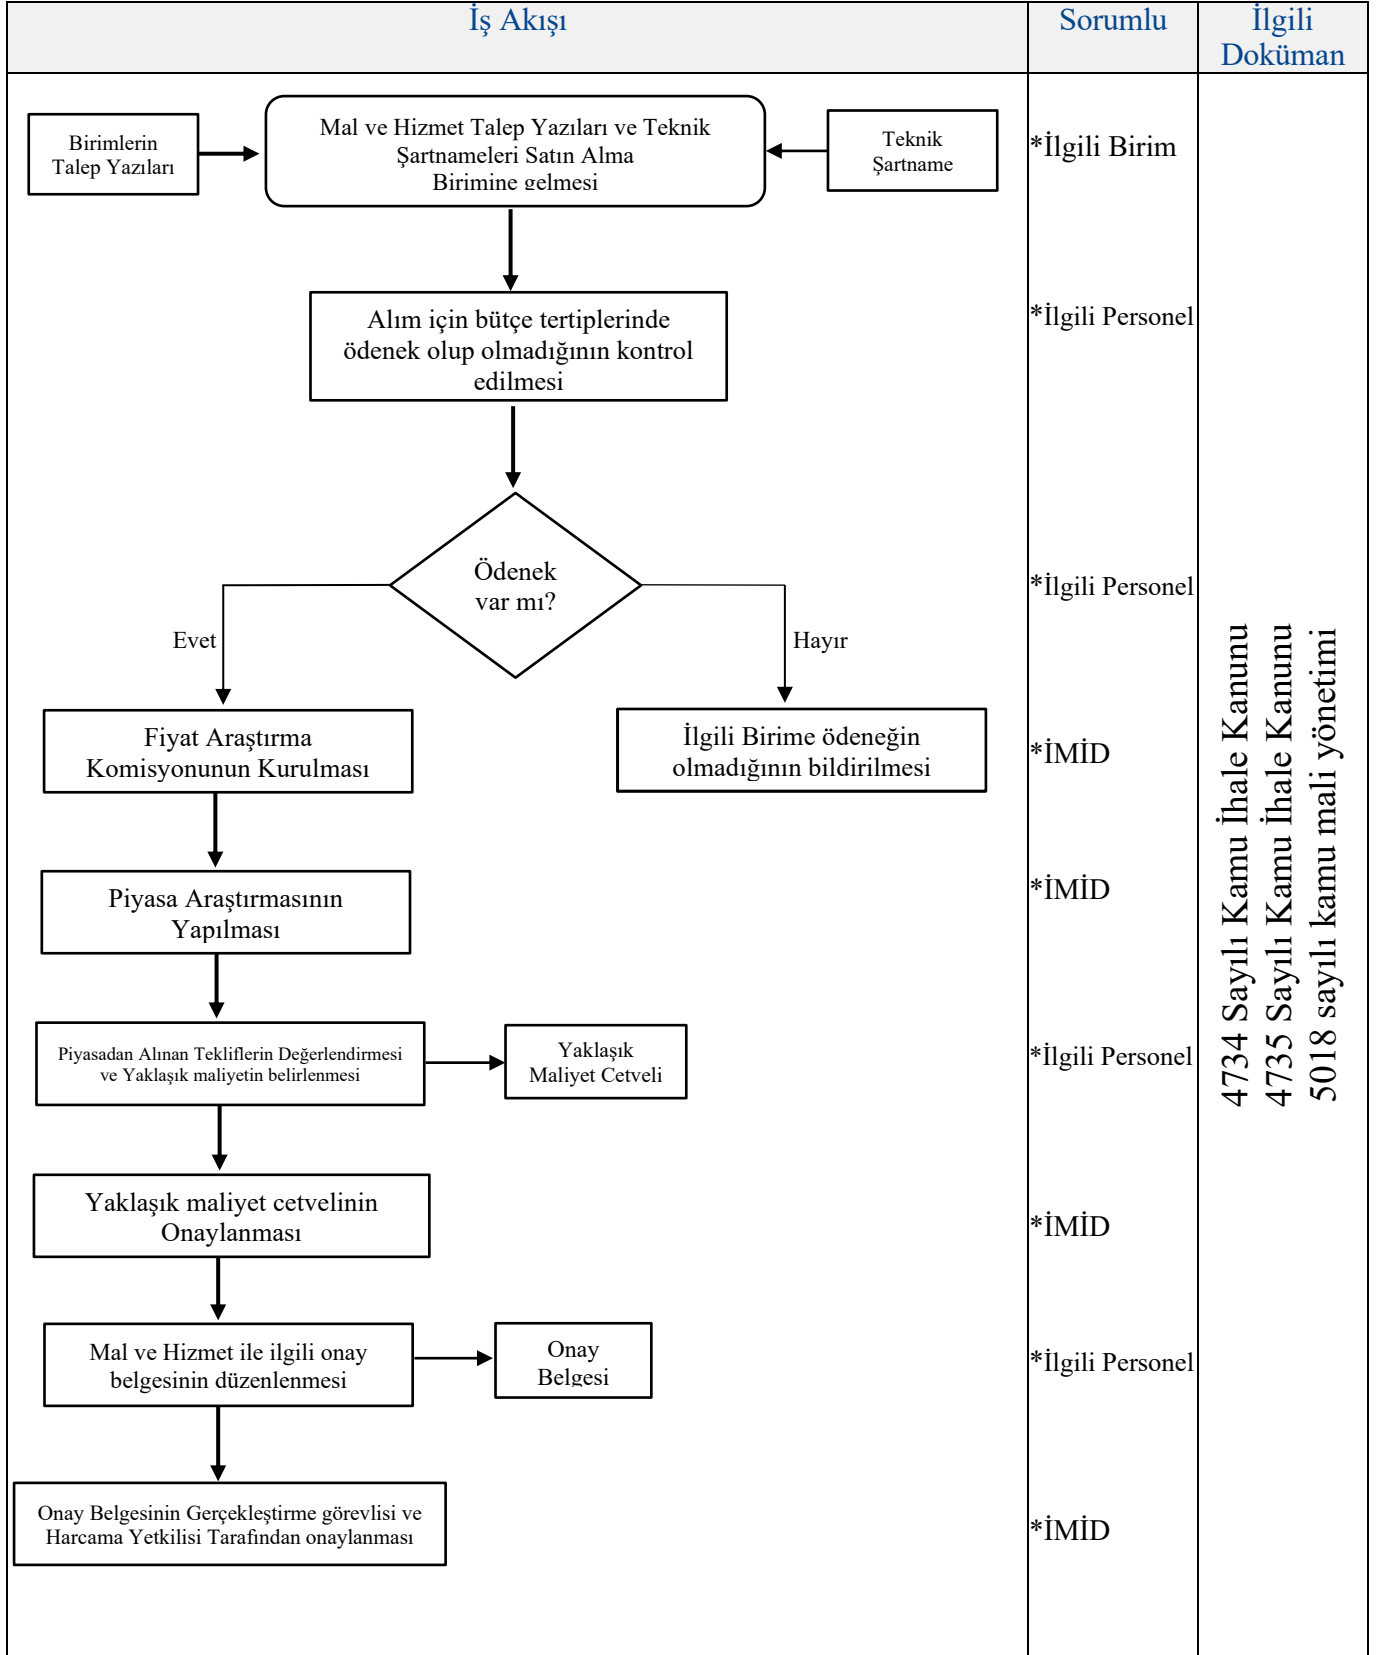 İş Akışı
Sorumlu
İlgili
Doküman
Birimlerin
Talep Yazıları
Mal ve Hizmet Talep Yazıları ve Teknik
Şartnameleri Satın Alma
Birimine gelmesi
Teknik
Şartname
*İlgili Birim
Alım için bütçe tertiplerinde
ödenek olup olmadığının kontrol
edilmesi
*İlgili Personel
Ödenek
var mı?
*İlgili Personel
Evet
Hayır
Fiyat Araştırma
Komisyonunun Kurulması
İlgili Birime ödeneğin
olmadığının bildirilmesi
*İMİD
Piyasa Araştırmasının
Yapılması
*İMİD
Piyasadan Alınan Tekliflerin Değerlendirmesi
ve Yaklaşık maliyetin belirlenmesi
Yaklaşık
Maliyet Cetveli
*İlgili Personel
Yaklaşık maliyet cetvelinin
Onaylanması
*İMİD
Mal ve Hizmet ile ilgili onay
belgesinin düzenlenmesi
Onay
Belgesi
*İlgili Personel
Onay Belgesinin Gerçekleştirme görevlisi ve
Harcama Yetkilisi Tarafından onaylanması
*İMİD
4734 Sayılı Kamu İhale Kanunu
4735 Sayılı Kamu İhale Kanunu
5018 sayılı kamu mali yönetimi